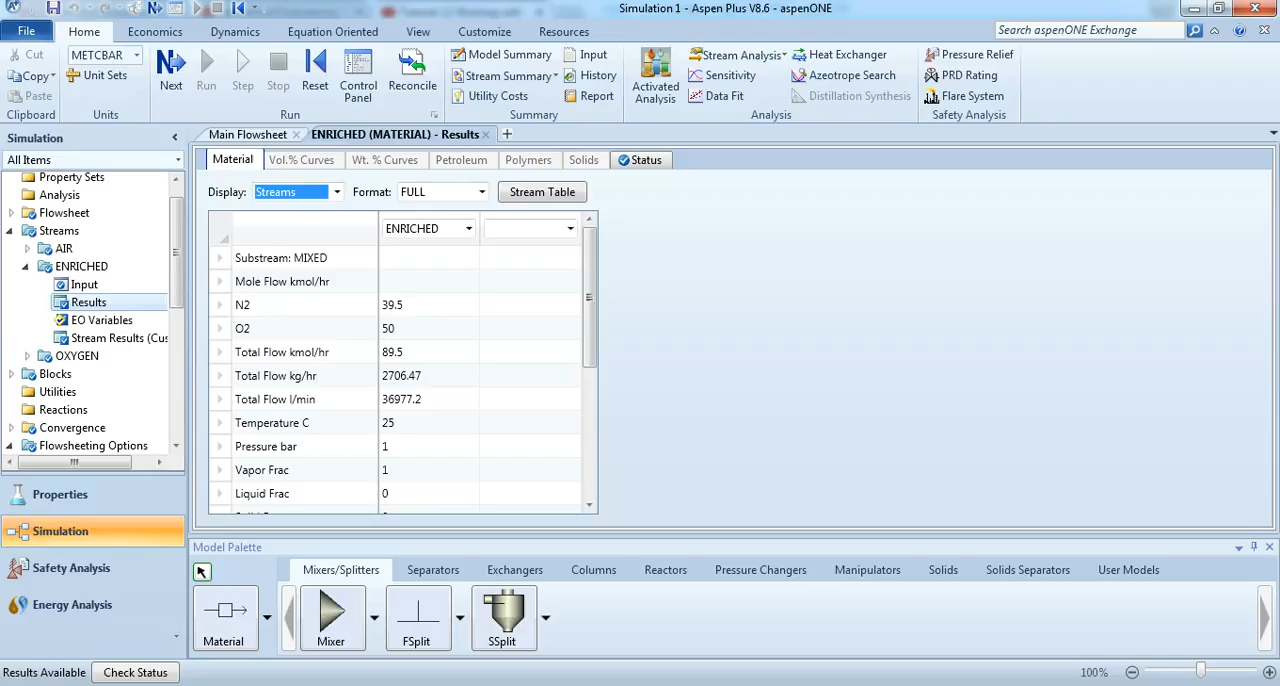 Simulation 1 - Aspen Plus V8.6 - aspenONE
File
Home
Economics
Dynamics
Equation Oriented
View
Customize
Resources
Search aspenONE Exchange
Cut
METCBAR
Copy
Unit Sets
Paste
Clipboard
Units
Next
Run
Step
Stop
Reset
Control Panel
Reconcile
Run
Model Summary
Input
Stream Summary
History
Utility Costs
Report
Summary
Activated Analysis
Stream Analysis
Heat Exchanger
Sensitivity
Azeotrope Search
Data Fit
Distillation Synthesis
Analysis
Pressure Relief
PRD Rating
Flare System
Safety Analysis
Simulation
All Items
Property Sets
Analysis
Flowsheet
Streams
AIR
ENRICHED
Input
Results
EO Variables
Stream Results (Cus
OXYGEN
Blocks
Utilities
Reactions
Convergence
Flowsheeting Options
Properties
Simulation
Safety Analysis
Energy Analysis
Main Flowsheet
ENRICHED (MATERIAL) - Results
Material
Vol.% Curves
Wt. % Curves
Petroleum
Polymers
Solids
Status
Display: Streams
Format: FULL
Stream Table
ENRICHED
Substream: MIXED
Mole Flow kmol/hr
N2 39.5
O2 50
Total Flow kmol/hr 89.5
Total Flow kg/hr 2706.47
Total Flow l/min 36977.2
Temperature C 25
Pressure bar 1
Vapor Frac 1
Liquid Frac 0
Model Palette
Mixers/Splitters
Separators
Exchangers
Columns
Reactors
Pressure Changers
Manipulators
Solids
Solids Separators
User Models
Material
Mixer
FSplit
SSplit
Results Available
Check Status
100%